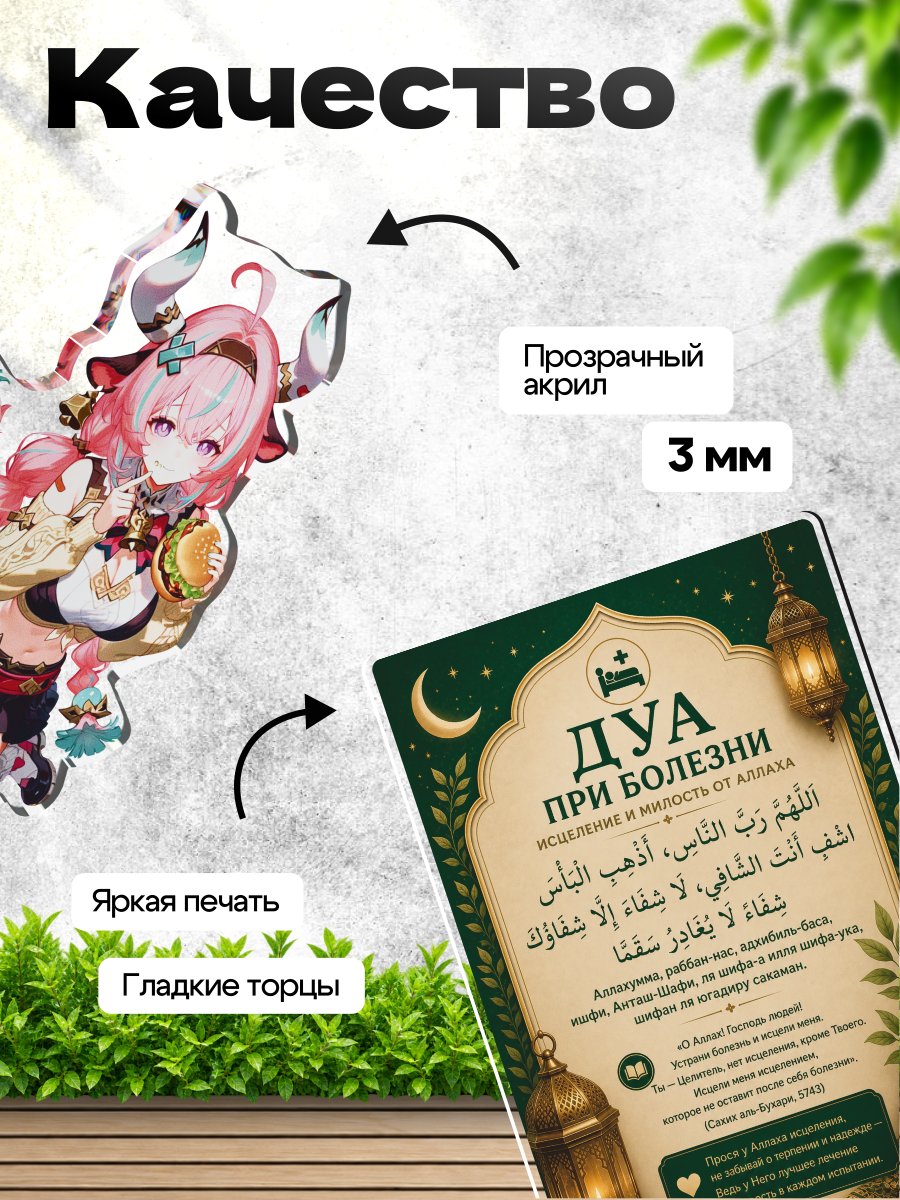 Качество
Прозрачный
акрил
3 мм
ДУА
ПРИ БОЛЕЗНИ
ИСЦЕЛЕНИЕ И МИЛОСТЬ ОТ АЛЛАХА
اَللَّهُمَّ رَبَّ النَّاسِ، أَذْهِبِ الْبَأْسَ
اشْفِ أَنْتَ الشَّافِي، لَا شِفَاءَ إِلَّا شِفَاؤُكَ
شِفَاءً لَا يُغَادِرُ سَقَمًا
Аллахумма, раббан-нас, адхибиль-баса,
ишфи, Анташ-Шафи, ля шифа-а илля шифа-ука,
шифан ля югадиру сакаман.
«О Аллах! Господь людей!
Устрани болезнь и исцели меня.
Ты — Целитель, нет исцеления, кроме Твоего.
Исцели меня исцелением,
которое не оставит после себя болезни».
(Сахих аль-Бухари, 5743)
Прося у Аллаха исцеления,
не забывай о терпении и надежде —
Ведь у Него лучшее лечение
в каждом испытании.
Яркая печать
Гладкие торцы